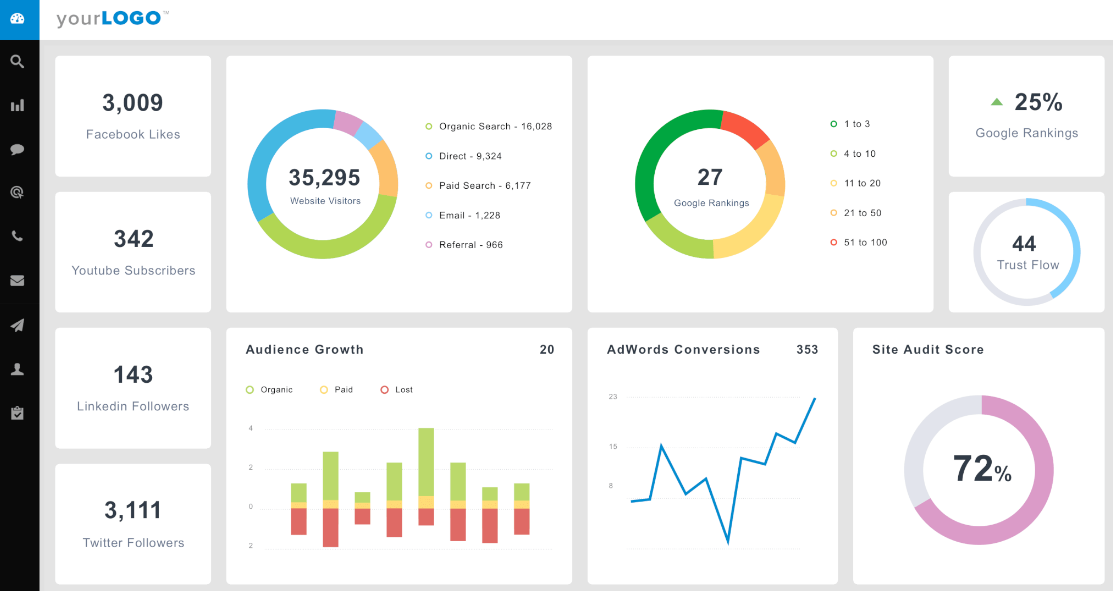 yourLOGO™
3,009
Facebook Likes
342
Youtube Subscribers
143
Linkedin Followers
3,111
Twitter Followers
35,295
Website Visitors
Organic Search - 16,028
Direct - 9,324
Paid Search - 6,177
Email - 1,228
Referral - 966
27
Google Rankings
1 to 3
4 to 10
11 to 20
21 to 50
51 to 100
25%
Google Rankings
44
Trust Flow
Audience Growth 20
Organic Paid Lost
4
2
0
2
AdWords Conversions 353
23
15
8
Site Audit Score
72%